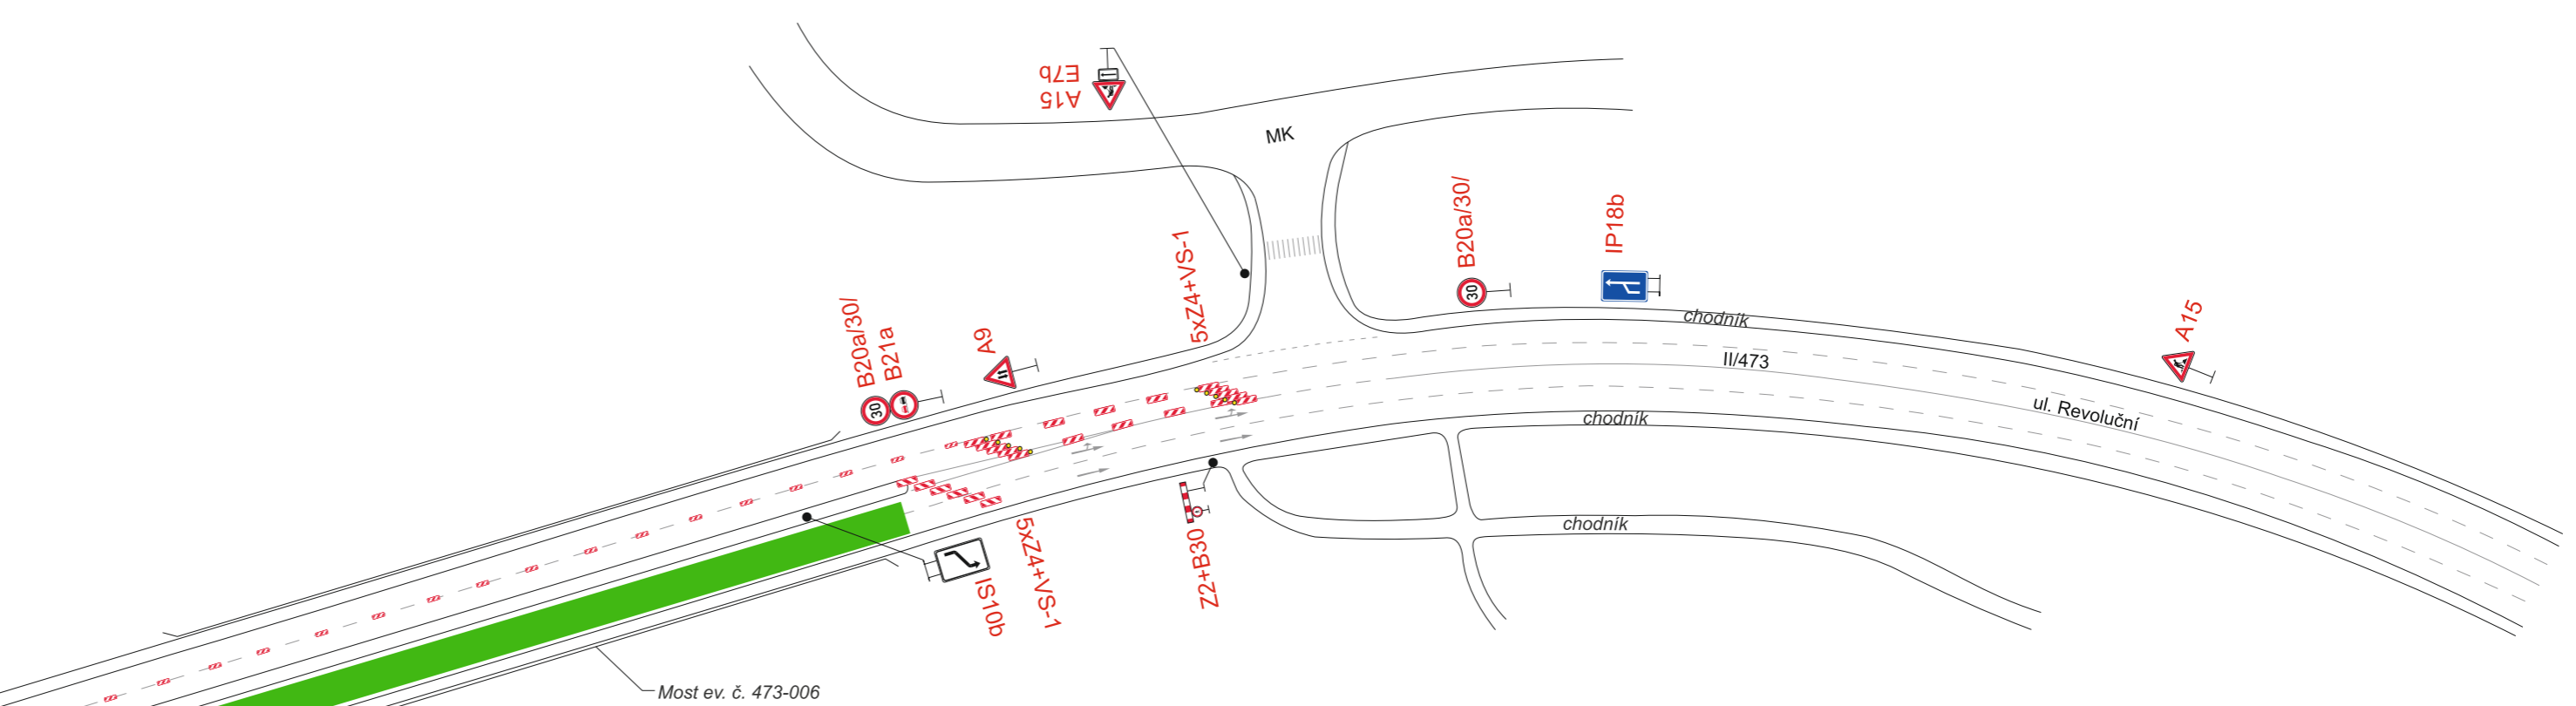 E7b
A15
MK
B20a/30/
IP18b
5xZ4+VS-1
B20a/30/
B21a
A9
30
30
chodník
II/473
A15
ul. Revoluční
chodník
chodník
Z2+B30
5xZ4+VS-1
IS10b
Most ev. č. 473-006